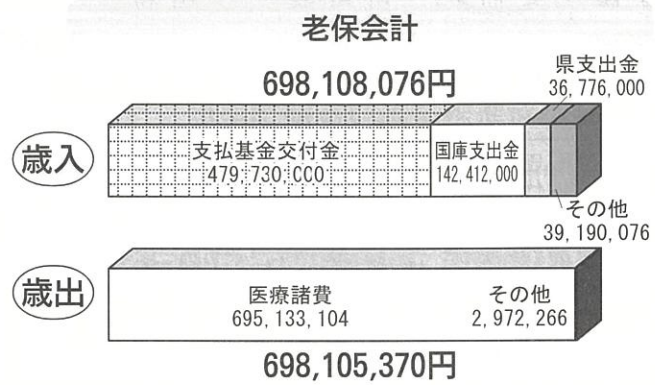 老保会計
698,108,076円
県支出金
36,776,000
歳入
支払基金交付金
479,730,000
国庫支出金
142,412,000
その他
39,190,076
歳出
医療諸費
695,133,104
その他
2,972,266
698,105,370円